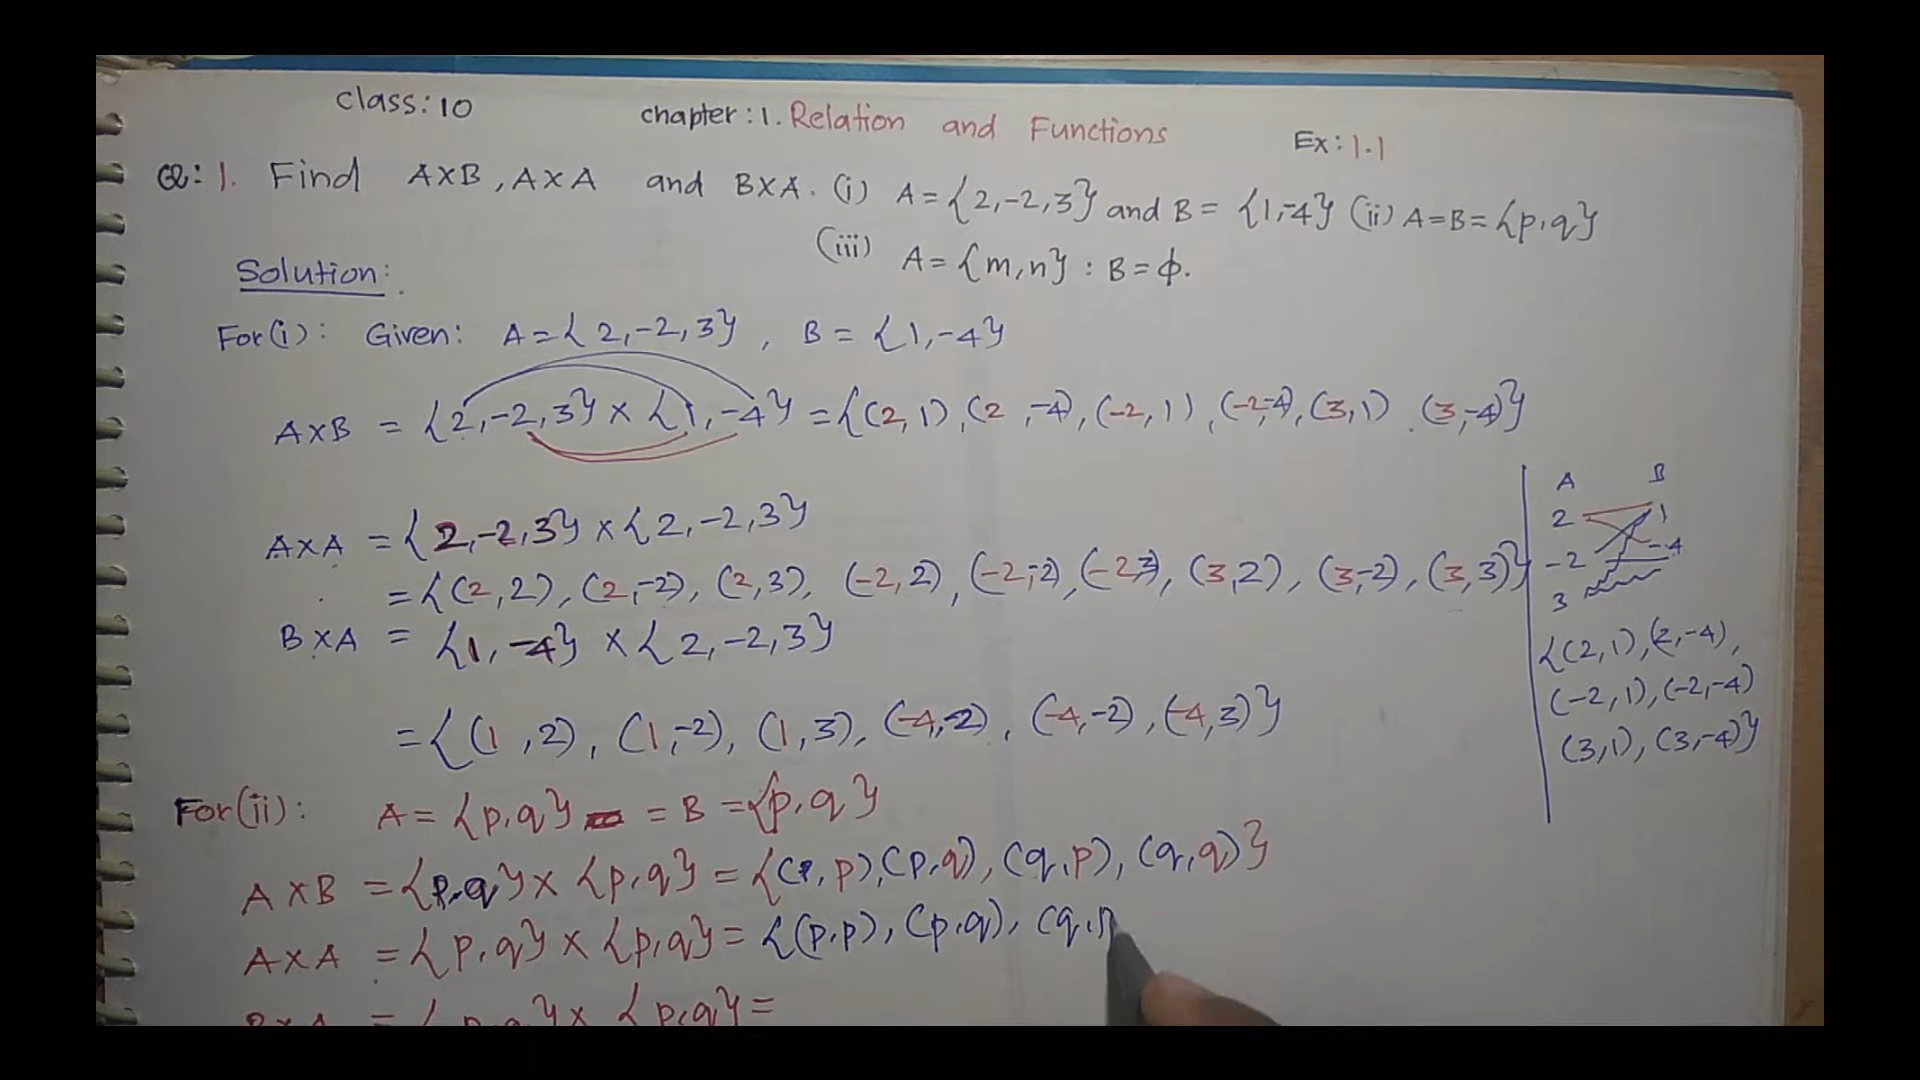 class: 10 chapter: 1. Relation and Functions Ex: 1.1
Q: 1. Find A×B, A×A and B×A. (i) A = {2,-2,3} and B = {1,-4} (ii) A=B= {p,q}
(iii) A = {m,n} : B = ϕ.
Solution:
For(i): Given: A = {2,-2,3}, B = {1,-4}
A×B = {2,-2,3} × {1,-4} = {(2,1), (2,-4), (-2,1), (-2,-4), (3,1), (3,-4)}
A×A = {2,-2,3} × {2,-2,3}
= {(2,2), (2,-2), (2,3), (-2,2), (-2,-2), (-2,3), (3,2), (3,-2), (3,3)}
B×A = {1,-4} × {2,-2,3}
= {(1,2), (1,-2), (1,3), (-4,2), (-4,-2), (-4,3)}
For(ii): A = {p,q} = B = {p,q}
A×B = {p,q} × {p,q} = {(p,p), (p,q), (q,p), (q,q)}
A×A = {p,q} × {p,q} = {(p,p), (p,q), (q,
B×A = {p,q} × {p,q} =
A B
2 1
-2 -4
3
{(2,1), (2,-4),
(-2,1), (-2,-4)
(3,1), (3,-4)}